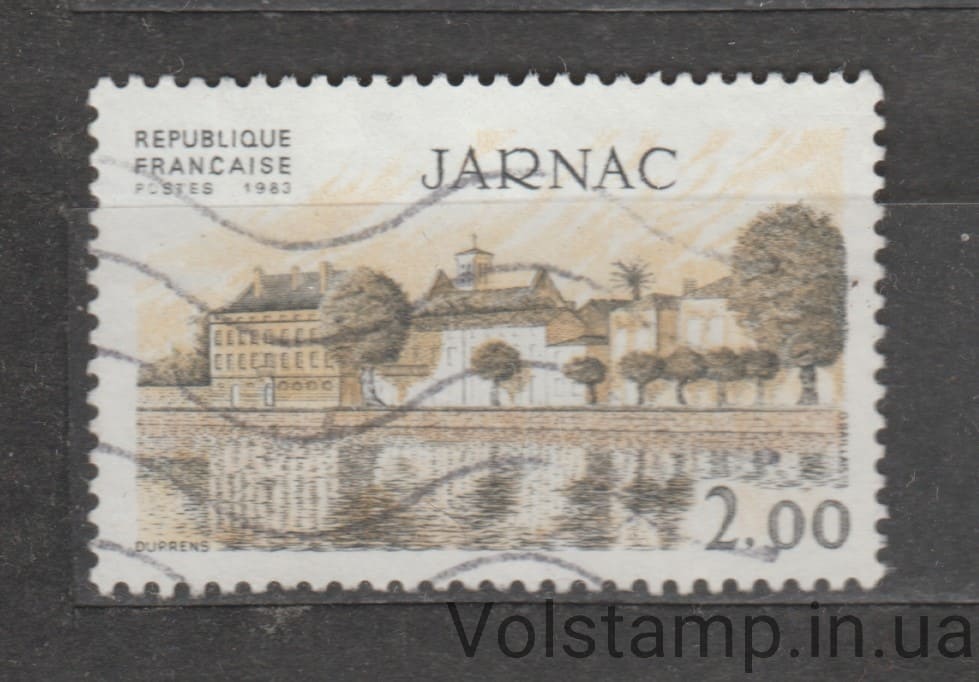 REPUBLIQUE
FRANCAISE
POSTES 1983
JARNAC
2.00
DUPRENS
Volstamp.in.ua